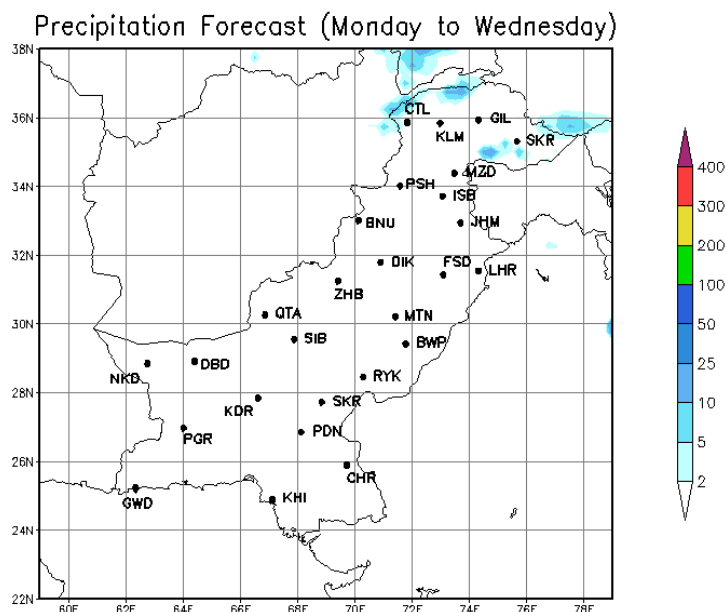 Precipitation Forecast (Monday to Wednesday)
38N
36N
34N
32N
30N
28N
26N
24N
22N
60E 62E 64E 66E 68E 70E 72E 74E 76E 78E
CTL
GIL
KLM
SKR
MZD
PSH
ISB
BNU
JHM
DIK
FSD
LHR
ZHB
QTA
MTN
SIB
BWP
DBD
NKD
RYK
KDR
SKR
PGR
PDN
CHR
GWD
KHI
400
300
200
100
50
25
10
5
2